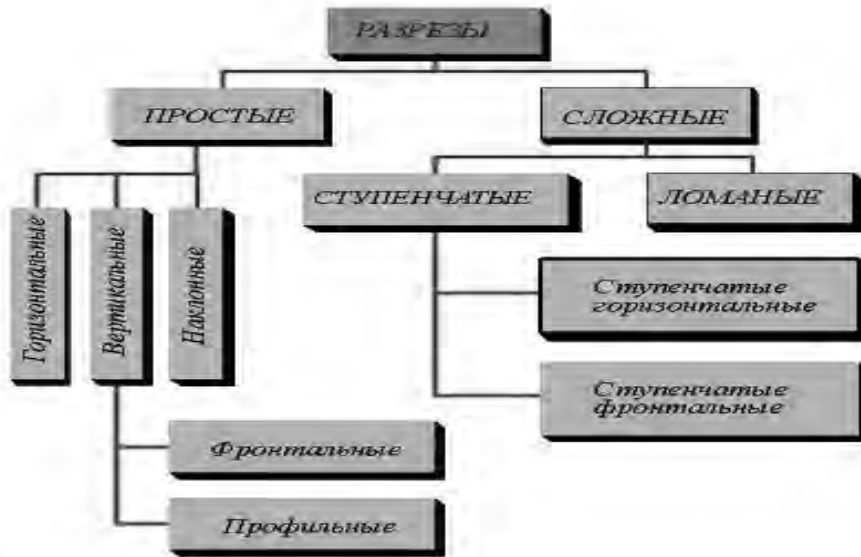 РАЗРЕЗЫ
ПРОСТЫЕ
СЛОЖНЫЕ
СТУПЕНЧАТЫЕ
ЛОМАНЫЕ
Горизонтальные
Вертикальные
Наклонные
Ступенчатые
горизонтальные
Ступенчатые
фронтальные
Фронтальные
Профильные